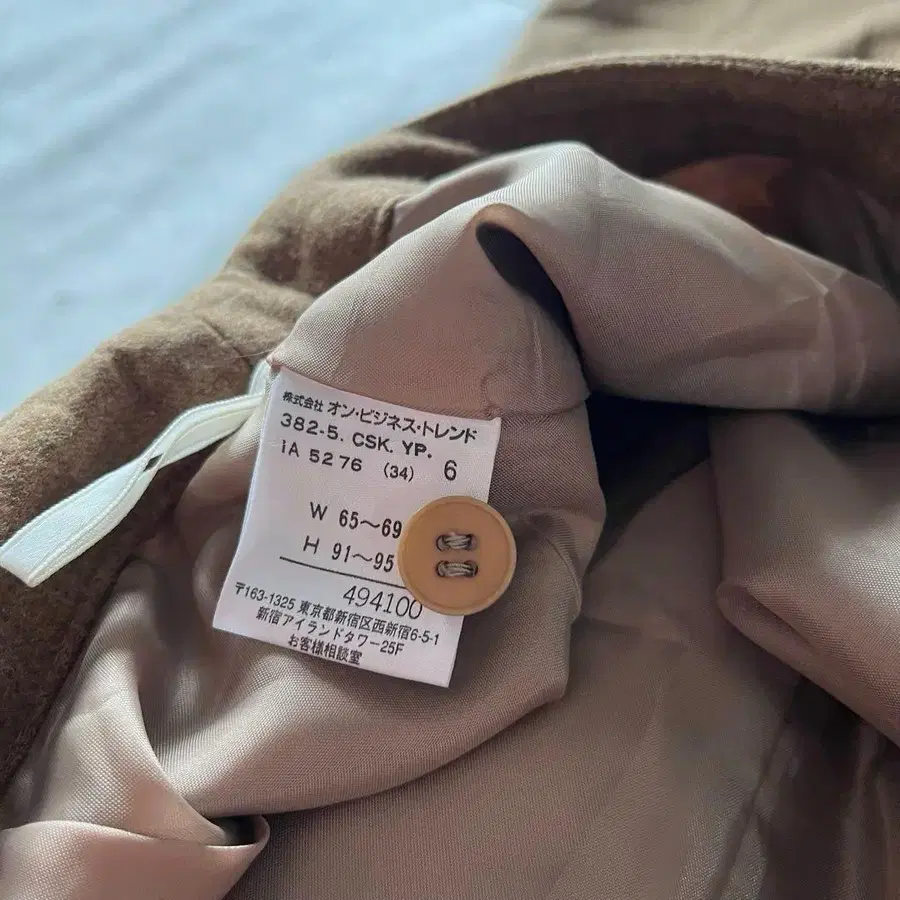 株式会社 オン・ビジネス・トレンド
382-5. CSK. YP.
iA 5276 (34) 6
W 65〜69
H 91〜95
494100
〒163-1325 東京都新宿区西新宿6-5-1
新宿アイランドタワー25F
お客様相談室